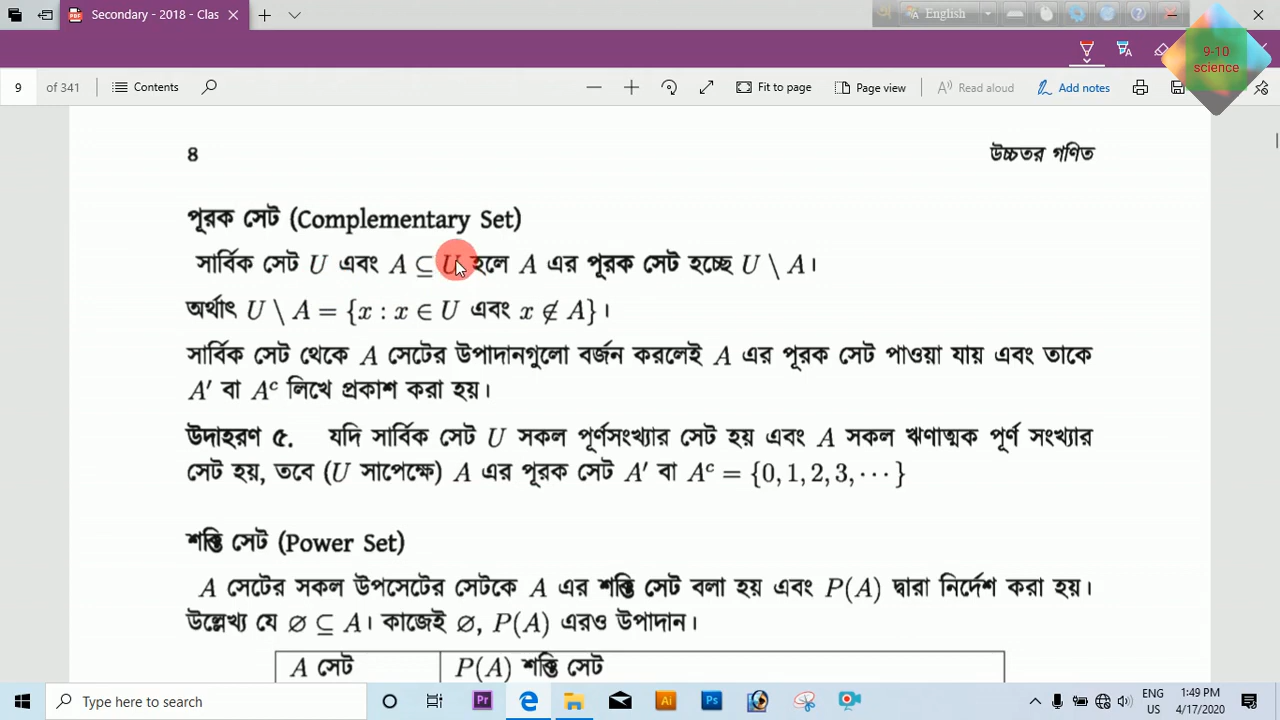 Secondary - 2018 - Clas
English
9-10
science
9 of 341 Contents Fit to page Page view Read aloud Add notes
৪ উচ্চতর গণিত
পূরক সেট (Complementary Set)
সার্বিক সেট U এবং A ⊆ U হলে A এর পূরক সেট হচ্ছে U \ A।
অর্থাৎ U \ A = {x : x ∈ U এবং x ∉ A}।
সার্বিক সেট থেকে A সেটের উপাদানগুলো বর্জন করলেই A এর পূরক সেট পাওয়া যায় এবং তাকে
A′ বা Aᶜ লিখে প্রকাশ করা হয়।
উদাহরণ ৫. যদি সার্বিক সেট U সকল পূর্ণসংখ্যার সেট হয় এবং A সকল ঋণাত্মক পূর্ণ সংখ্যার
সেট হয়, তবে (U সাপেক্ষে) A এর পূরক সেট A′ বা Aᶜ = {0, 1, 2, 3, ···}
শক্তি সেট (Power Set)
A সেটের সকল উপসেটের সেটকে A এর শক্তি সেট বলা হয় এবং P(A) দ্বারা নির্দেশ করা হয়।
উল্লেখ্য যে ∅ ⊆ A। কাজেই ∅, P(A) এরও উপাদান।
A সেট P(A) শক্তি সেট
Type here to search Pr Ai Ps ENG 1:49 PM
US 4/17/2020